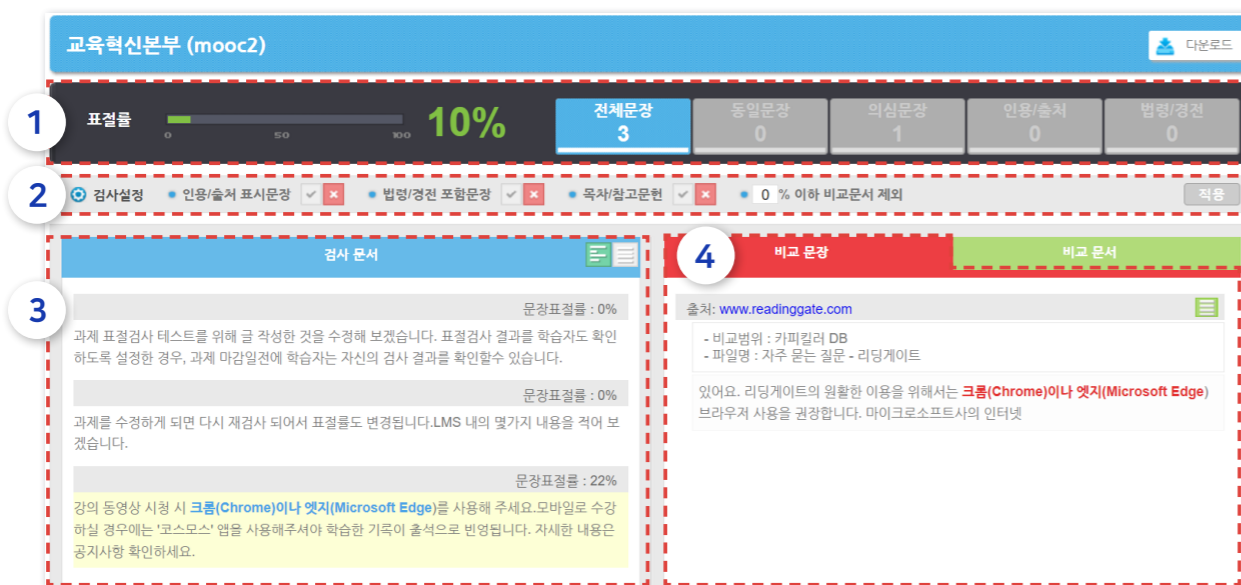 교육혁신본부 (mooc2)
다운로드
1
표절률
0 50 100
10%
전체문장
3
동일문장
0
의심문장
1
인용/출처
0
법령/경전
0
2
검사설정
인용/출처 표시문장
법령/경전 포함문장
목차/참고문헌
0 % 이하 비교문서 제외
적용
3
검사 문서
문장표절률 : 0%
과제 표절검사 테스트를 위해 글 작성한 것을 수정해 보겠습니다. 표절검사 결과를 학습자도 확인
하도록 설정한 경우, 과제 마감일전에 학습자는 자신의 검사 결과를 확인할수 있습니다.
문장표절률 : 0%
과제를 수정하게 되면 다시 재검사 되어서 표절률도 변경됩니다.LMS 내의 몇가지 내용을 적어 보
겠습니다.
문장표절률 : 22%
강의 동영상 시청 시 크롬(Chrome)이나 엣지(Microsoft Edge)를 사용해 주세요.모바일로 수강
하실 경우에는 '코스모스' 앱을 사용해주셔야 학습한 기록이 출석으로 반영됩니다. 자세한 내용은
공지사항 확인하세요.
4
비교 문장
비교 문서
출처: www.readinggate.com
- 비교범위 : 카피킬러 DB
- 파일명 : 자주 묻는 질문 - 리딩게이트
있어요. 리딩게이트의 원활한 이용을 위해서는 크롬(Chrome)이나 엣지(Microsoft Edge)
브라우저 사용을 권장합니다. 마이크로소프트사의 인터넷